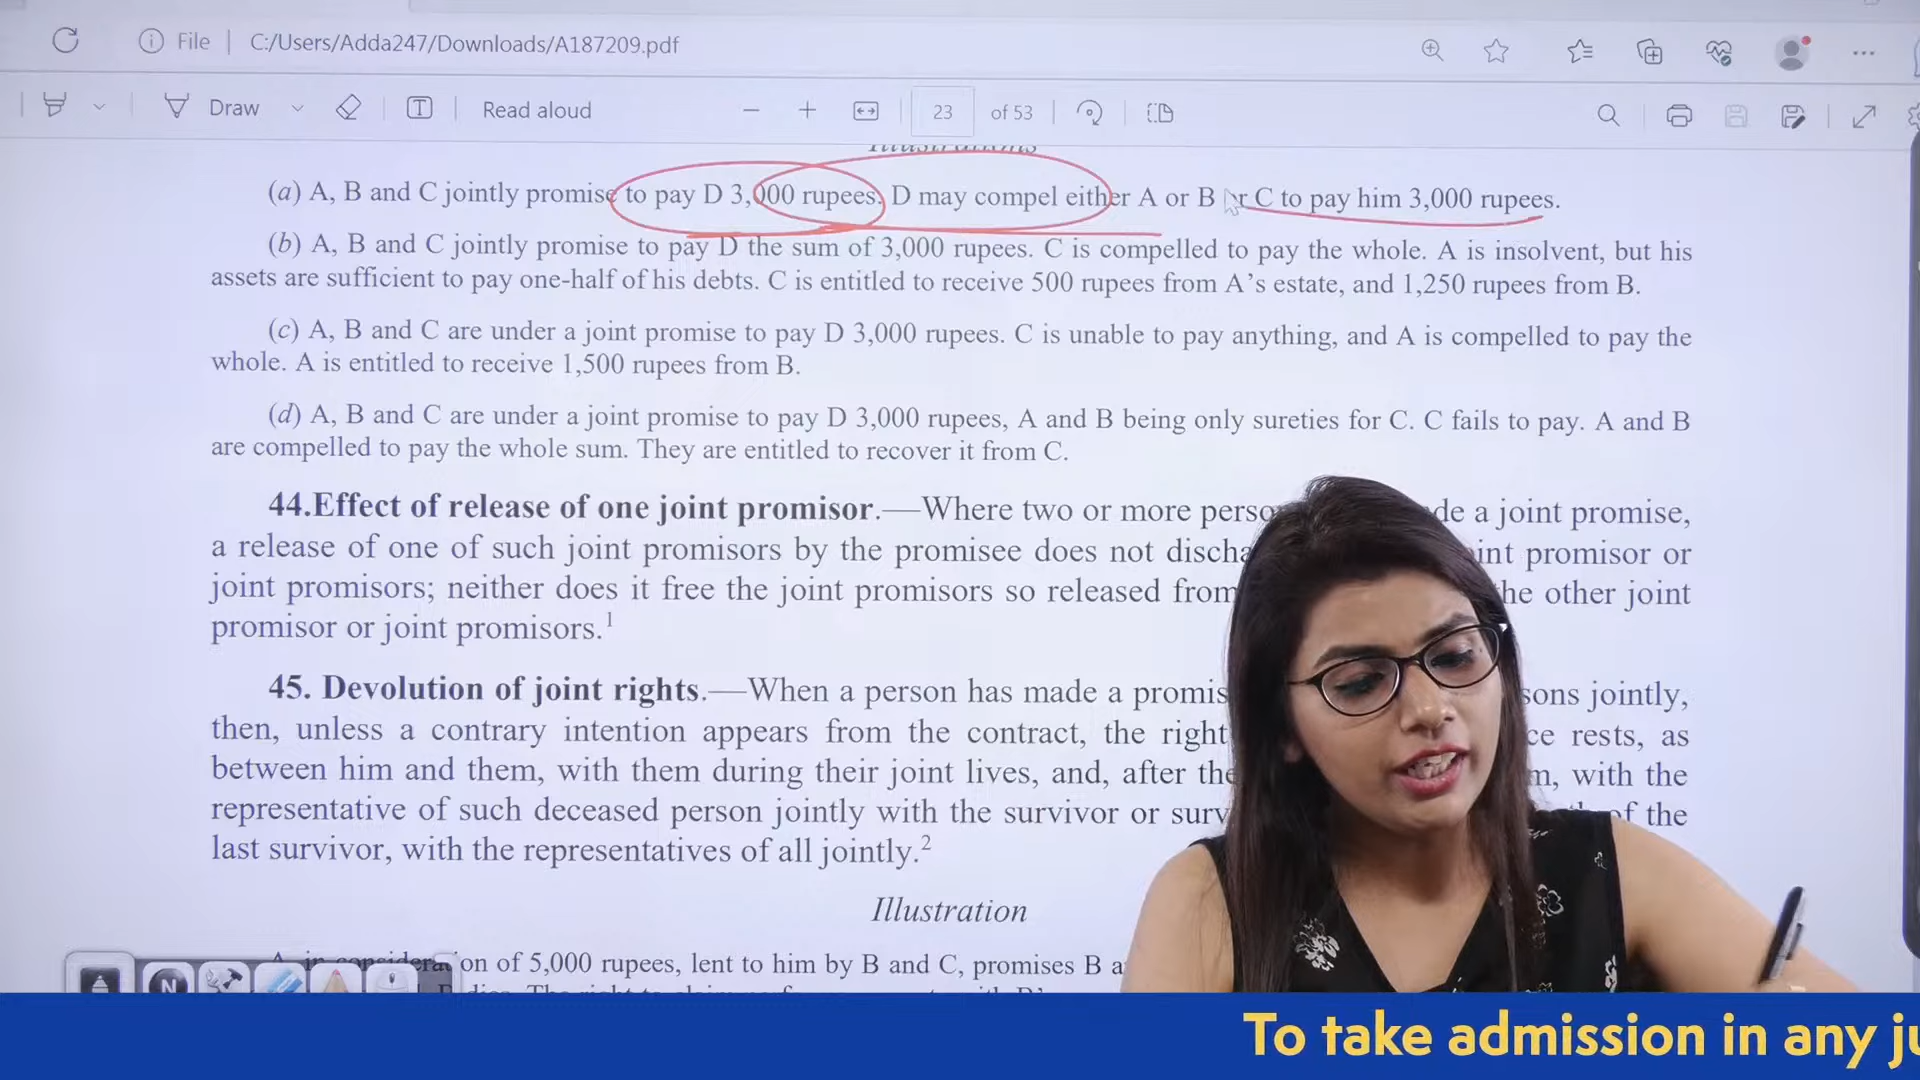 File
C:/Users/Adda247/Downloads/A187209.pdf
Draw
Read aloud
23
of 53
Illustrations
(a) A, B and C jointly promise to pay D 3,000 rupees. D may compel either A or B or C to pay him 3,000 rupees.
(b) A, B and C jointly promise to pay D the sum of 3,000 rupees. C is compelled to pay the whole. A is insolvent, but his
assets are sufficient to pay one-half of his debts. C is entitled to receive 500 rupees from A's estate, and 1,250 rupees from B.
(c) A, B and C are under a joint promise to pay D 3,000 rupees. C is unable to pay anything, and A is compelled to pay the
whole. A is entitled to receive 1,500 rupees from B.
(d) A, B and C are under a joint promise to pay D 3,000 rupees, A and B being only sureties for C. C fails to pay. A and B
are compelled to pay the whole sum. They are entitled to recover it from C.
44.Effect of release of one joint promisor.—Where two or more de a joint promise,
a release of one of such joint promisors by the promisee does not promisor or
joint promisors; neither does it free the joint promisors so released from the other joint
promisor or joint promisors.1
45. Devolution of joint rights.—When a person has made a jointly,
then, unless a contrary intention appears from the contract, the right rests, as
between him and them, with them during their joint lives, and, after with the
representative of such deceased person jointly with the survivor or of the
last survivor, with the representatives of all jointly.2
Illustration
of 5,000 rupees, lent to him by B and C, promises B
To take admission in any